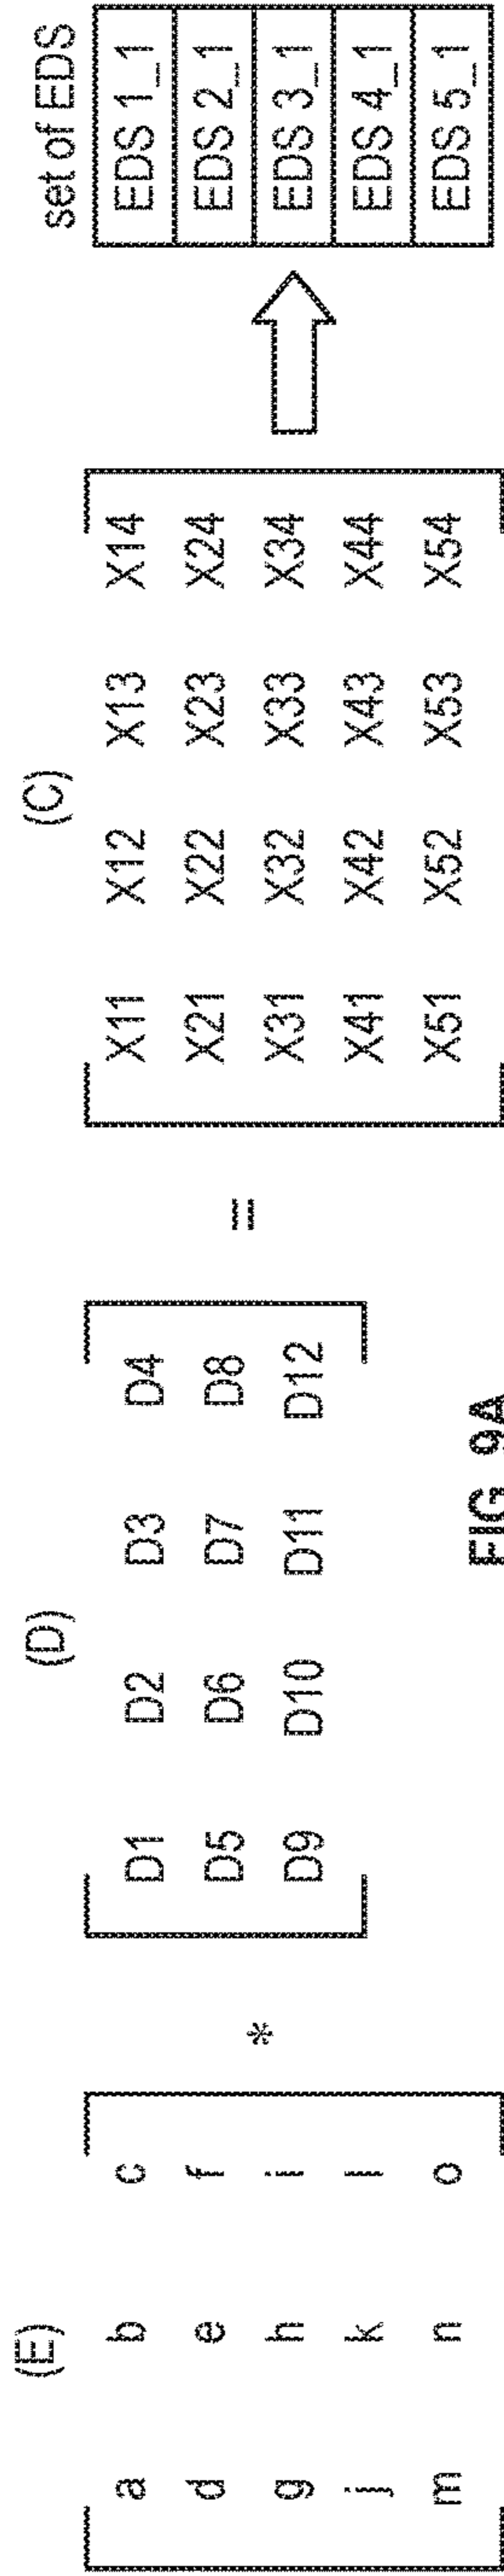 (E) (D) (C) set of EDS
a b c * D1 D2 D3 D4 = X11 X12 X13 X14 EDS 1_1
d e f D5 D6 D7 D8 X21 X22 X23 X24 EDS 2_1
g h i D9 D10 D11 D12 X31 X32 X33 X34 EDS 3_1
j k l X41 X42 X43 X44 EDS 4_1
m n o X51 X52 X53 X54 EDS 5_1
FIG. 9A